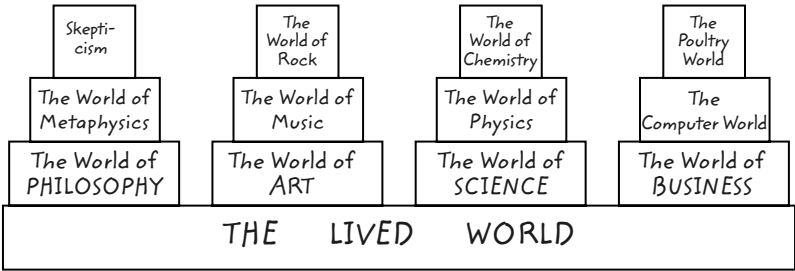 Skepti-
cism
The
World of
Rock
The
World of
Chemistry
The
Poultry
World
The World of
Metaphysics
The World of
Music
The World of
Physics
The
Computer World
The World of
PHILOSOPHY
The World of
ART
The World of
SCIENCE
The World of
BUSINESS
THE LIVED WORLD